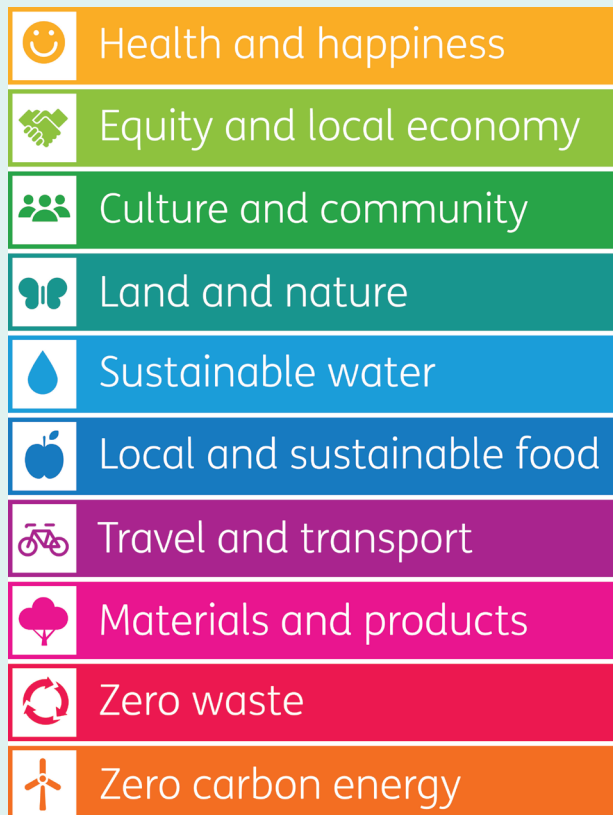 Health and happiness
Equity and local economy
Culture and community
Land and nature
Sustainable water
Local and sustainable food
Travel and transport
Materials and products
Zero waste
Zero carbon energy